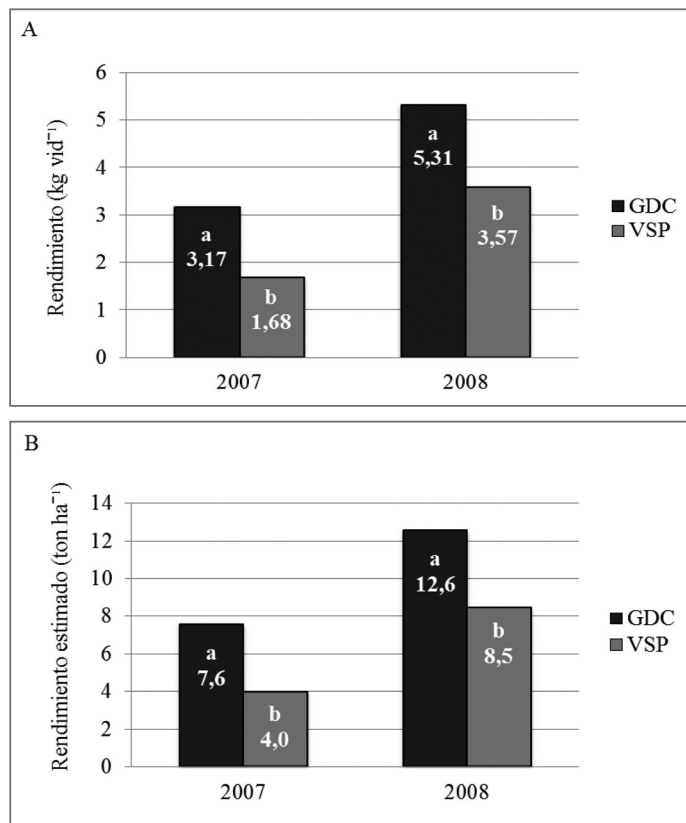 A
Rendimiento (kg vid⁻¹)
6
5
4
3
2
1
0
a
3,17
b
1,68
a
5,31
b
3,57
2007
2008
GDC
VSP
B
Rendimiento estimado (ton ha⁻¹)
14
12
10
8
6
4
2
0
a
7,6
b
4,0
a
12,6
b
8,5
2007
2008
GDC
VSP